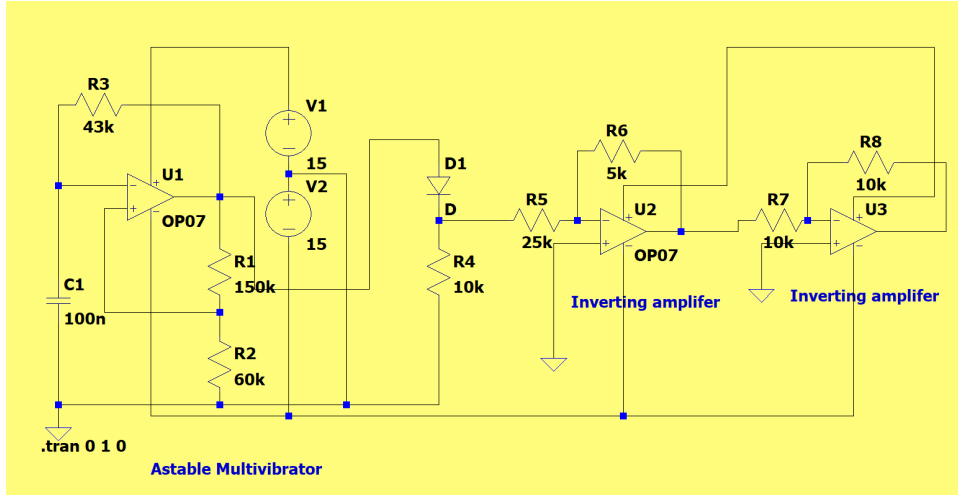 R3
43k
U1
OP07
C1
100n
R1
150k
R2
60k
V1
15
V2
15
D1
D
R4
10k
R5
25k
R6
5k
U2
OP07
Inverting amplifer
R7
10k
R8
10k
U3
Inverting amplifer
.tran 0 1 0
Astable Multivibrator